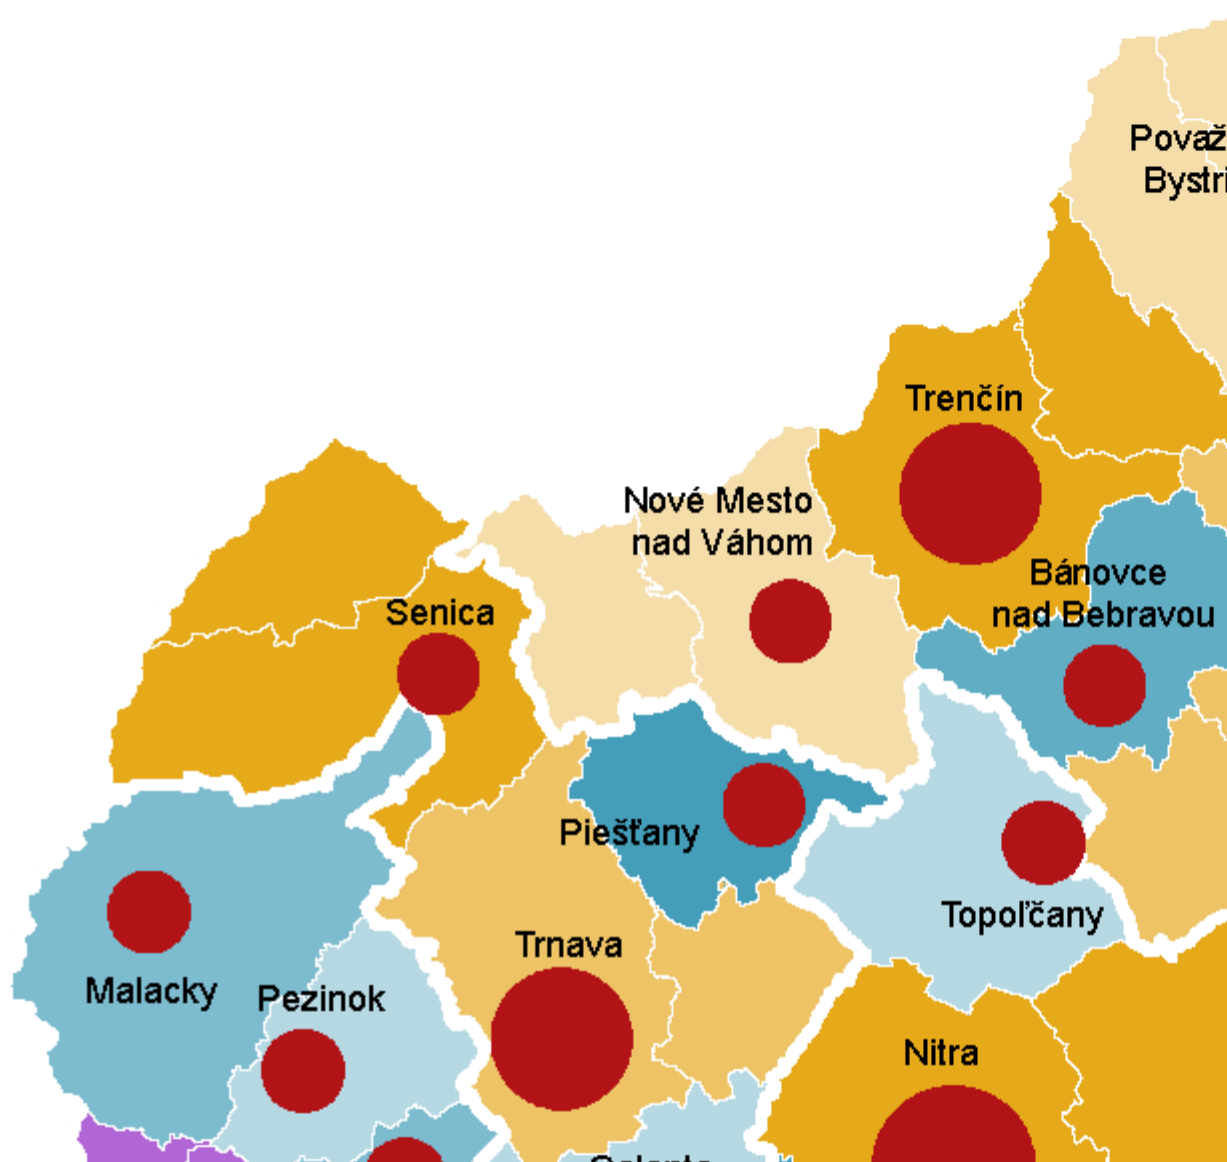 Považ
Bystri
Trenčín
Nové Mesto
nad Váhom
Bánovce
nad Bebravou
Senica
Piešťany
Topoľčany
Trnava
Malacky
Pezinok
Nitra